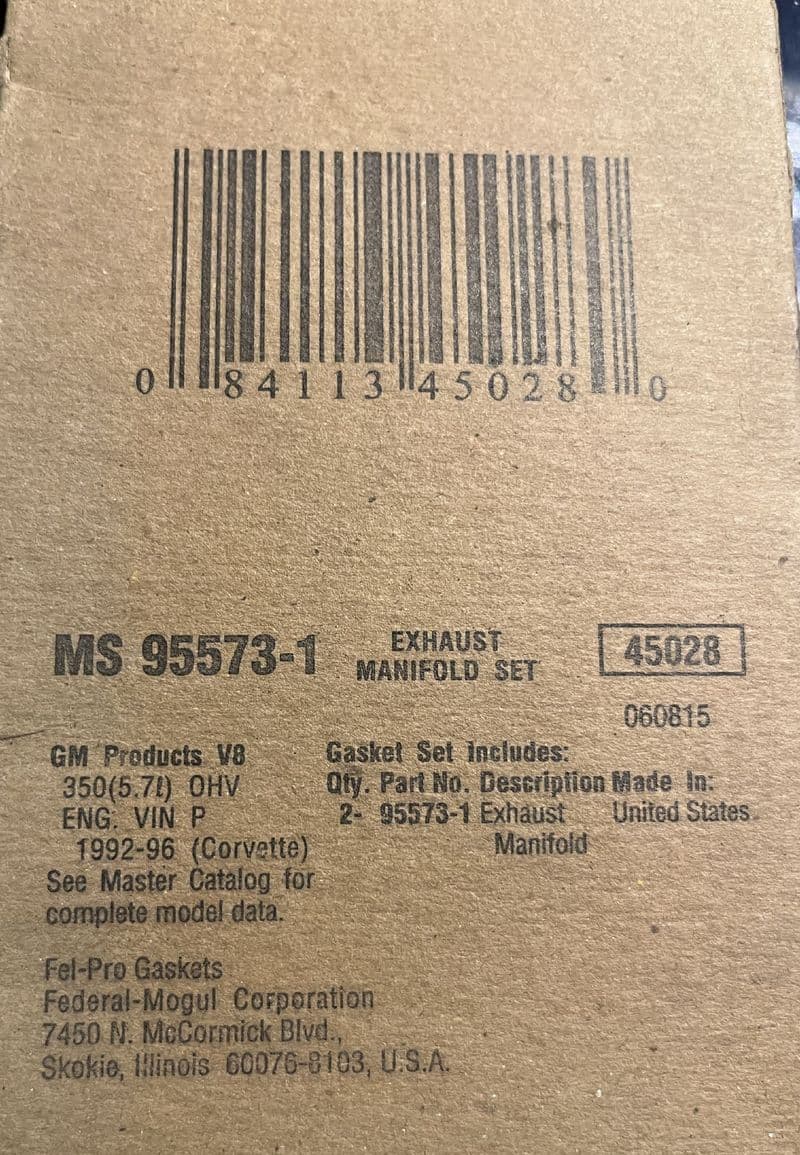 0 84113 45028 0
MS 95573-1 EXHAUST MANIFOLD SET 45028
060815
GM Products V8
350(5.7ℓ) OHV
ENG. VIN P
1992-96 (Corvette)
See Master Catalog for
complete model data.
Gasket Set Includes:
Qty. Part No. Description Made In:
2- 95573-1 Exhaust United States
Manifold
Fel-Pro Gaskets
Federal-Mogul Corporation
7450 N. McCormick Blvd.,
Skokie, Illinois 60076-8103, U.S.A.